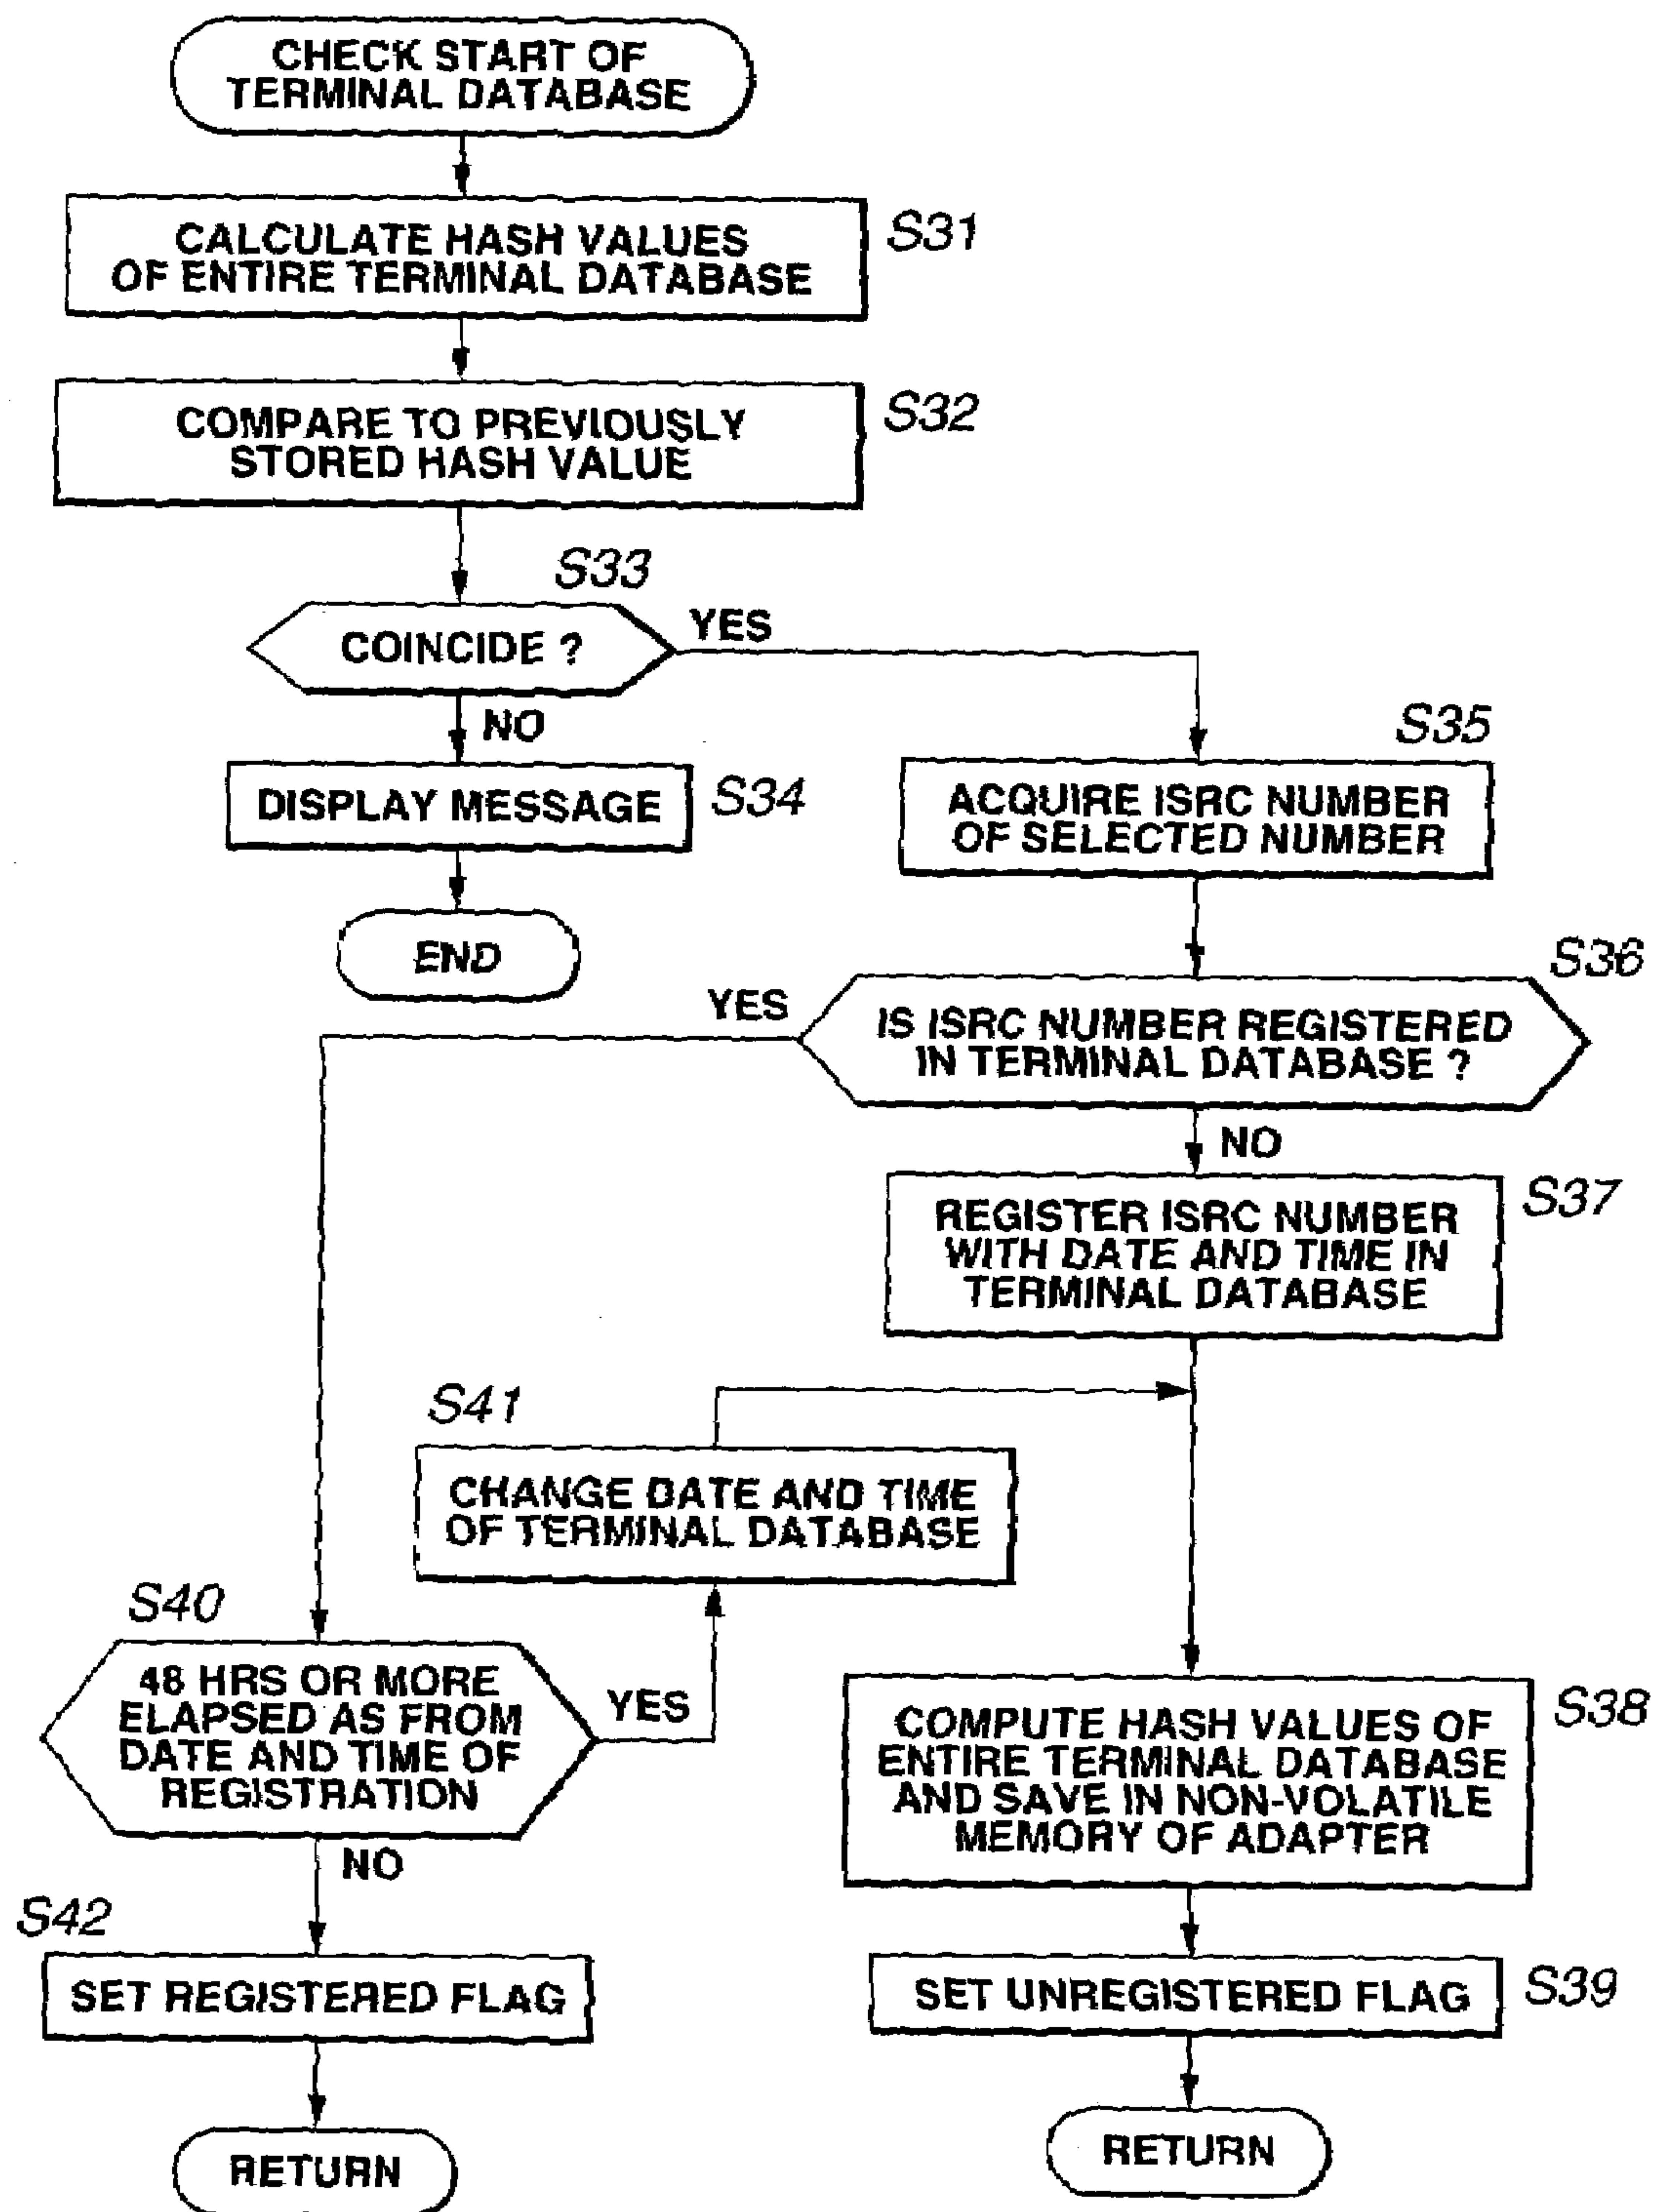 CHECK START OF
TERMINAL DATABASE
CALCULATE HASH VALUES
OF ENTIRE TERMINAL DATABASE
S31
COMPARE TO PREVIOUSLY
STORED HASH VALUE
S32
S33
COINCIDE ?
YES
NO
DISPLAY MESSAGE
S34
END
S35
ACQUIRE ISRC NUMBER
OF SELECTED NUMBER
S36
IS ISRC NUMBER REGISTERED
IN TERMINAL DATABASE ?
YES
NO
S37
REGISTER ISRC NUMBER
WITH DATE AND TIME IN
TERMINAL DATABASE
S41
CHANGE DATE AND TIME
OF TERMINAL DATABASE
S40
48 HRS OR MORE
ELAPSED AS FROM
DATE AND TIME OF
REGISTRATION
YES
NO
S38
COMPUTE HASH VALUES OF
ENTIRE TERMINAL DATABASE
AND SAVE IN NON-VOLATILE
MEMORY OF ADAPTER
S42
SET REGISTERED FLAG
SET UNREGISTERED FLAG
S39
RETURN
RETURN